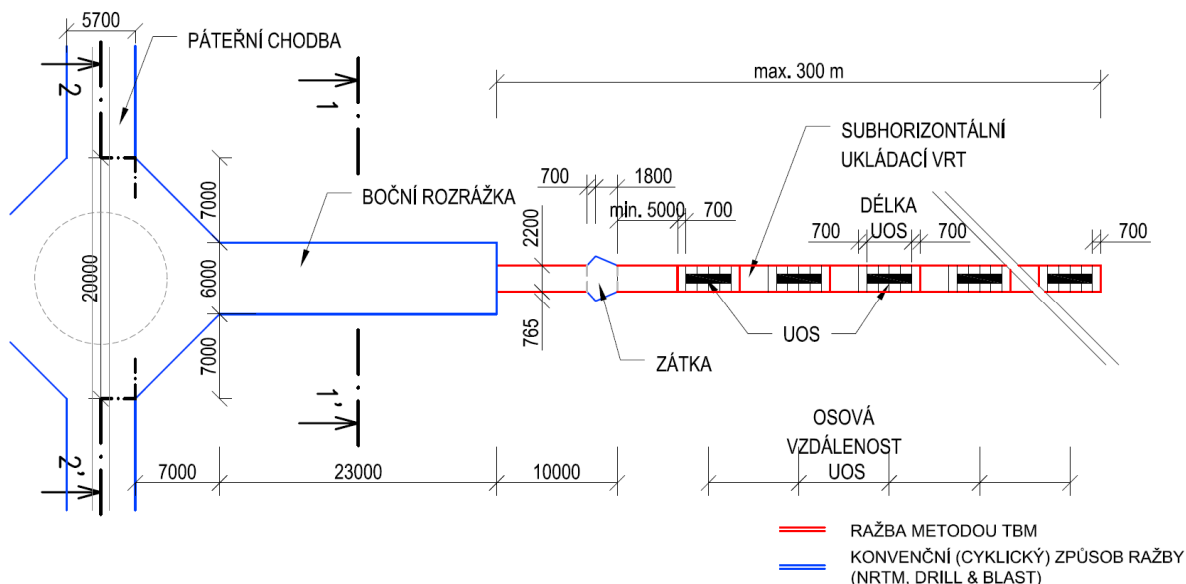 5700
PÁTEŘNÍ CHODBA
2
1
max. 300 m
SUBHORIZONTÁLNÍ
UKLÁDACÍ VRT
BOČNÍ ROZRÁŽKA
700
1800
min. 5000
700
DÉLKA
UOS
700
700
700
7000
2200
20000
6000
765
UOS
ZÁTKA
7000
1'
2'
OSOVÁ
VZDÁLENOST
UOS
7000
23000
10000
RAŽBA METODOU TBM
KONVENČNÍ (CYKLICKÝ) ZPŮSOB RAŽBY
(NRTM, DRILL & BLAST)